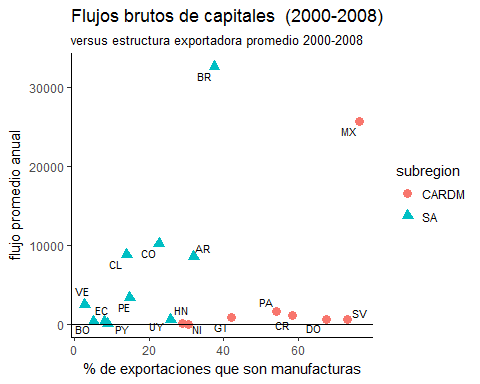 Flujos brutos de capitales (2000-2008)
versus estructura exportadora promedio 2000-2008
flujo promedio anual
30000
20000
10000
0
BR
MX
AR
CO
CL
VE
PE
EC
BO
PY
UY
HN
NI
GT
PA
CR
DO
SV
0
20
40
60
% de exportaciones que son manufacturas
subregion
CARDM
SA